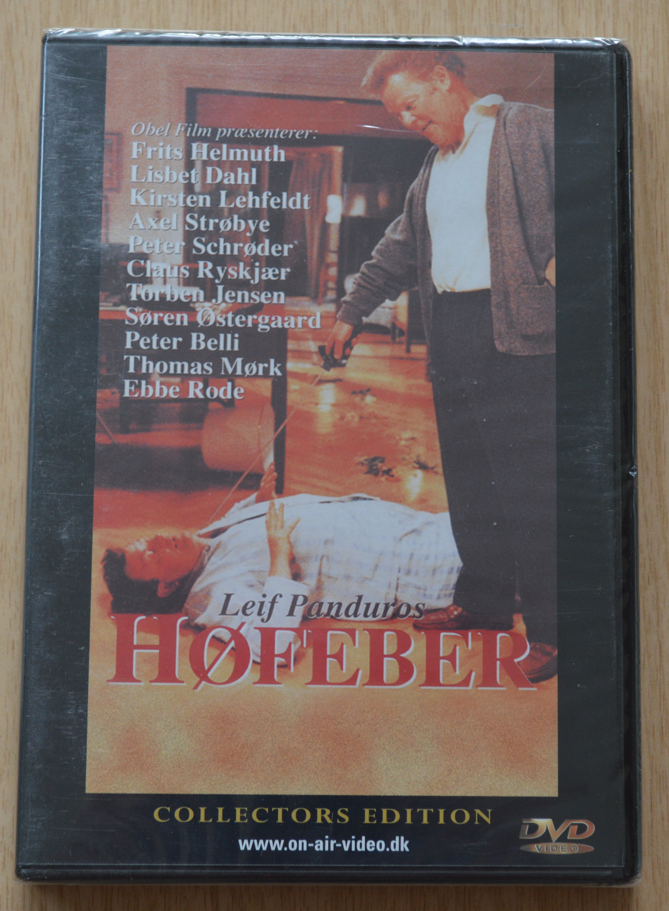 Obel Film præsenterer:
Frits Helmuth
Lisbet Dahl
Kirsten Lehfeldt
Axel Strøbye
Peter Schrøder
Claus Ryskjær
Torben Jensen
Søren Østergaard
Peter Belli
Thomas Mørk
Ebbe Rode
Leif Panduros
HØFEBER
COLLECTORS EDITION
www.on-air-video.dk
DVD
VIDEO